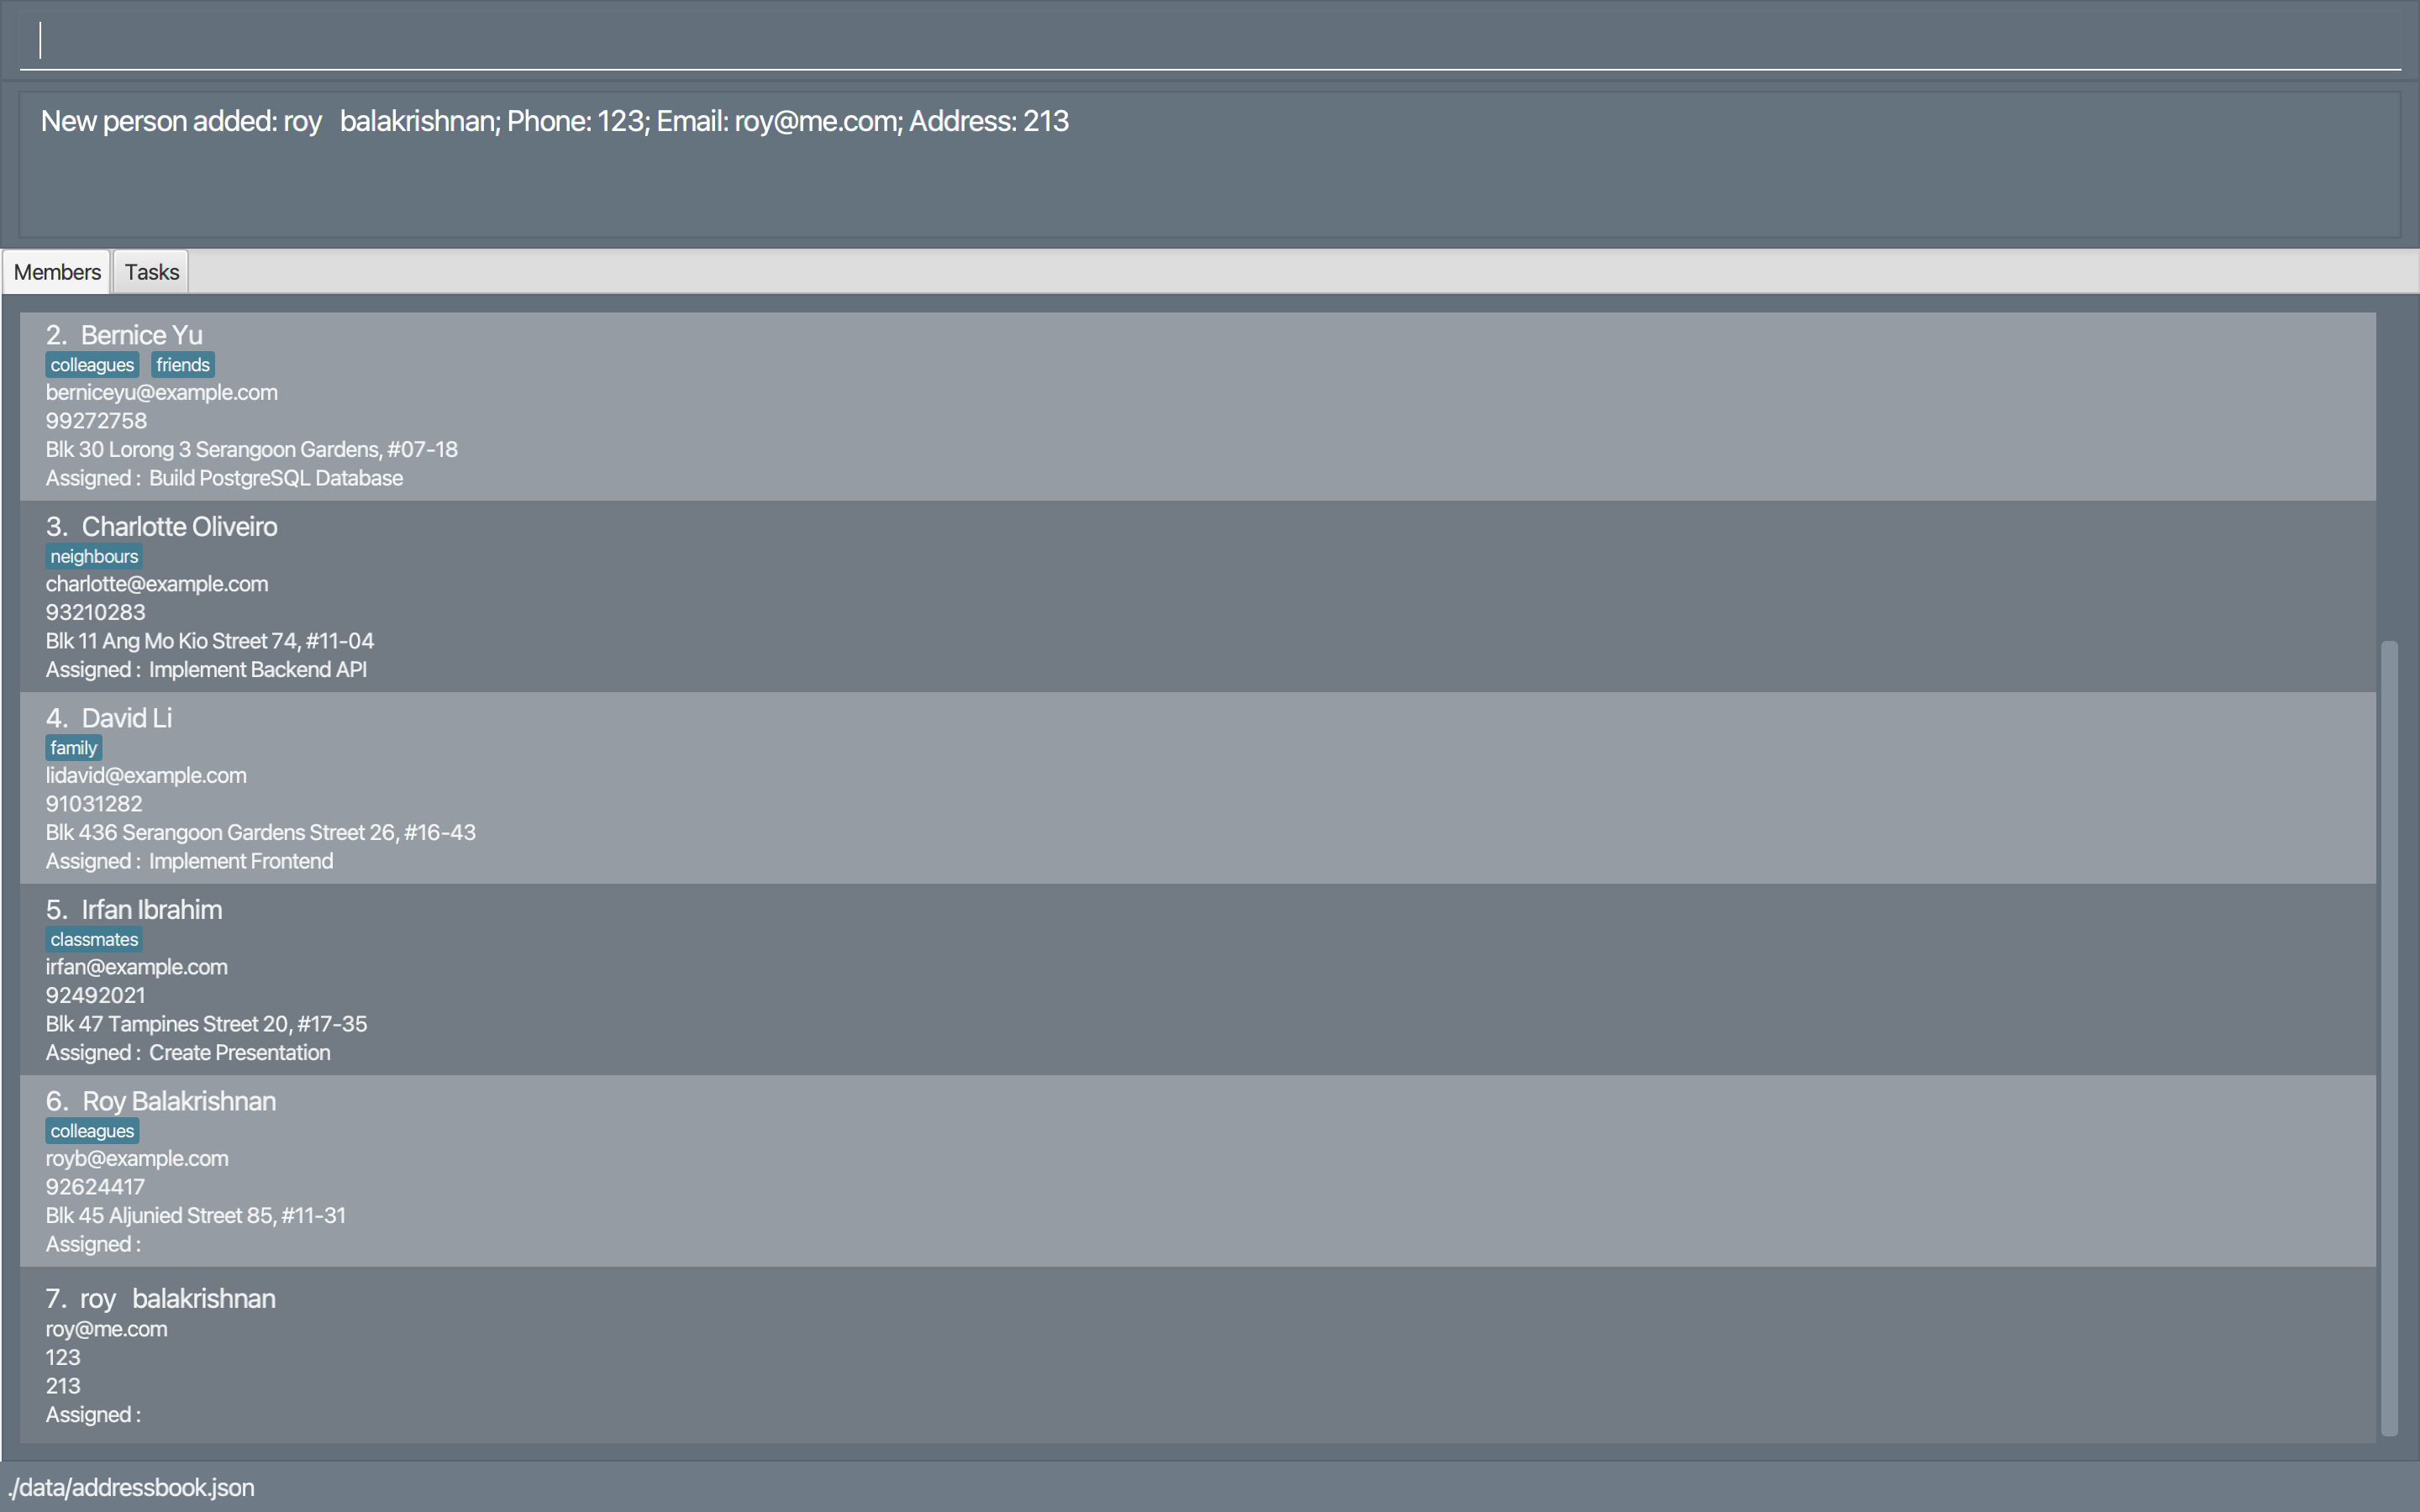 New person added: roy   balakrishnan; Phone: 123; Email: roy@me.com; Address: 213
Members Tasks
2. Bernice Yu
colleagues friends
berniceyu@example.com
99272758
Blk 30 Lorong 3 Serangoon Gardens, #07-18
Assigned : Build PostgreSQL Database
3. Charlotte Oliveiro
neighbours
charlotte@example.com
93210283
Blk 11 Ang Mo Kio Street 74, #11-04
Assigned : Implement Backend API
4. David Li
family
lidavid@example.com
91031282
Blk 436 Serangoon Gardens Street 26, #16-43
Assigned : Implement Frontend
5. Irfan Ibrahim
classmates
irfan@example.com
92492021
Blk 47 Tampines Street 20, #17-35
Assigned : Create Presentation
6. Roy Balakrishnan
colleagues
royb@example.com
92624417
Blk 45 Aljunied Street 85, #11-31
Assigned :
7. roy   balakrishnan
roy@me.com
123
213
Assigned :
./data/addressbook.json